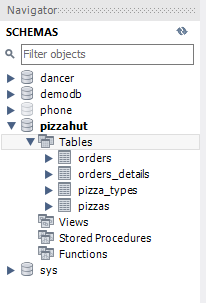 Navigator:
SCHEMAS
Filter objects
dancer
demodb
phone
pizzahut
Tables
orders
orders_details
pizza_types
pizzas
Views
Stored Procedures
Functions
sys